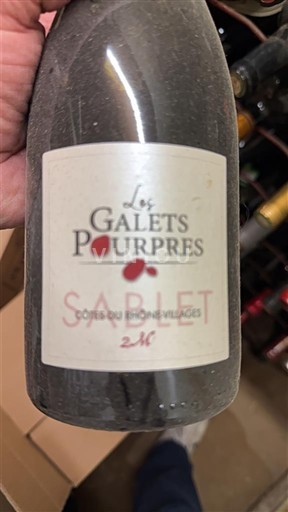 Les
GALETS
POURPRES
SABLET
CÔTES-DU-RHÔNE-VILLAGES
2M